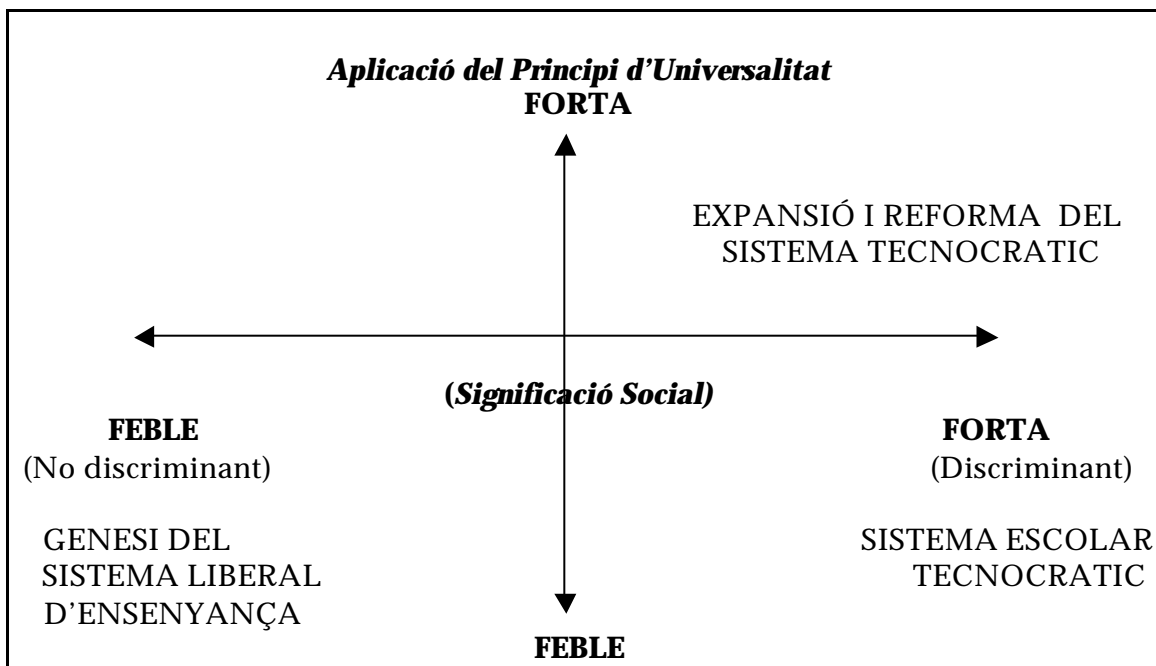 Aplicació del Principi d’Universalitat
FORTA
EXPANSIÓ I REFORMA DEL
SISTEMA TECNOCRATIC
(Significació Social)
FEBLE
(No discriminant)
FORTA
(Discriminant)
GENESI DEL
SISTEMA LIBERAL
D’ENSENYANÇA
SISTEMA ESCOLAR
TECNOCRATIC
FEBLE